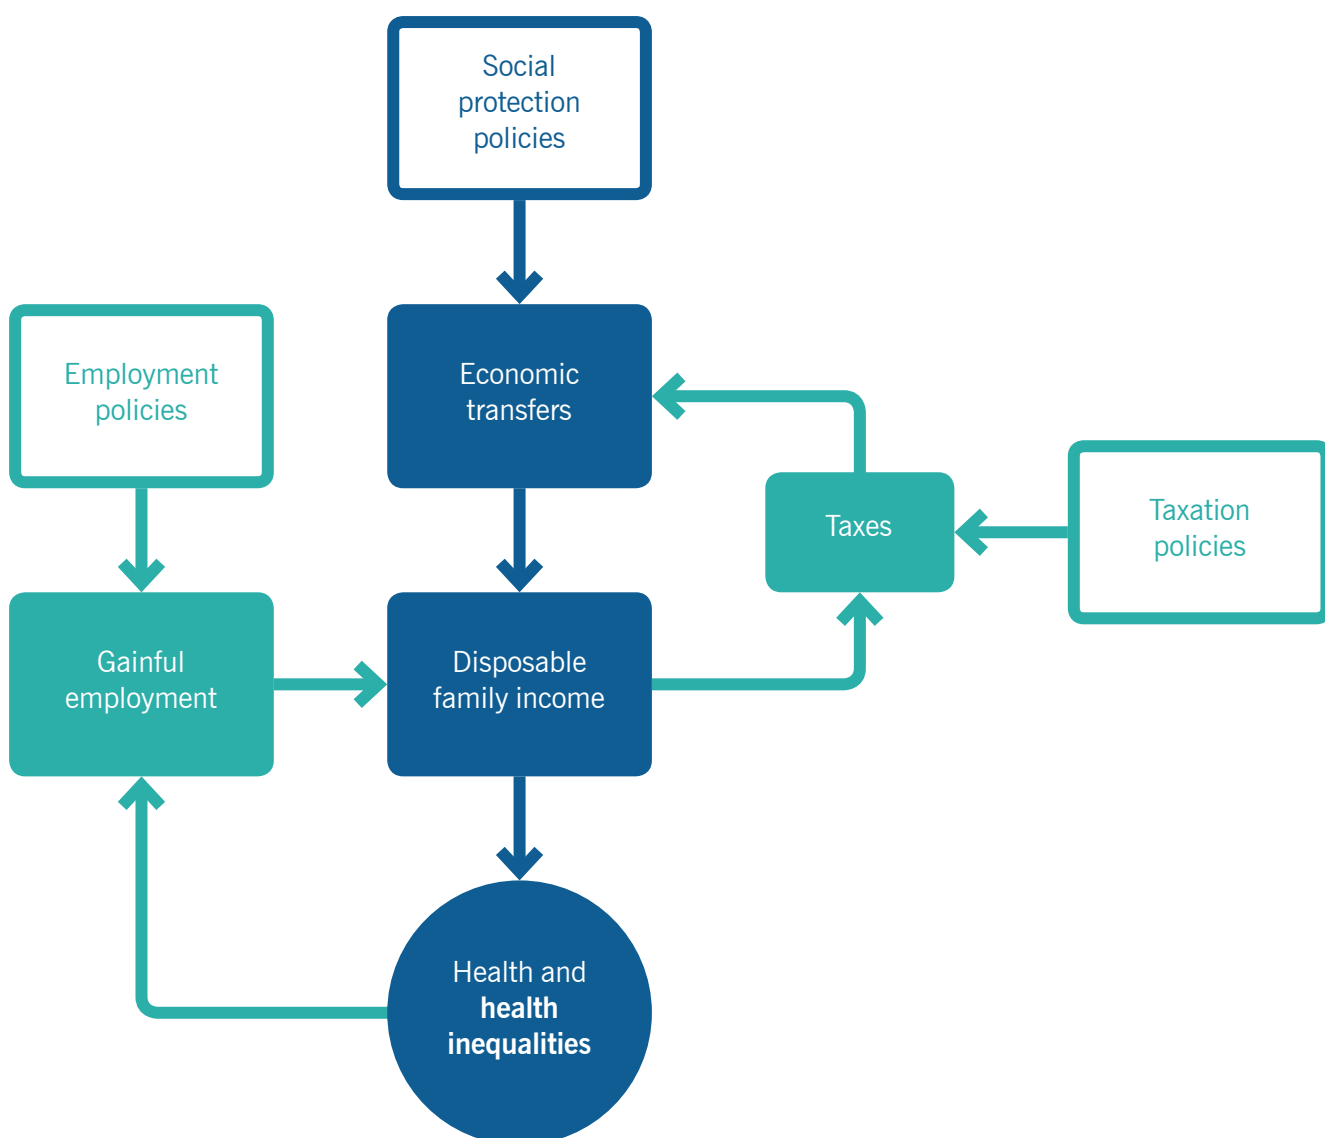 Social
protection
policies
Employment
policies
Economic
transfers
Taxes
Taxation
policies
Gainful
employment
Disposable
family income
Health and
health
inequalities